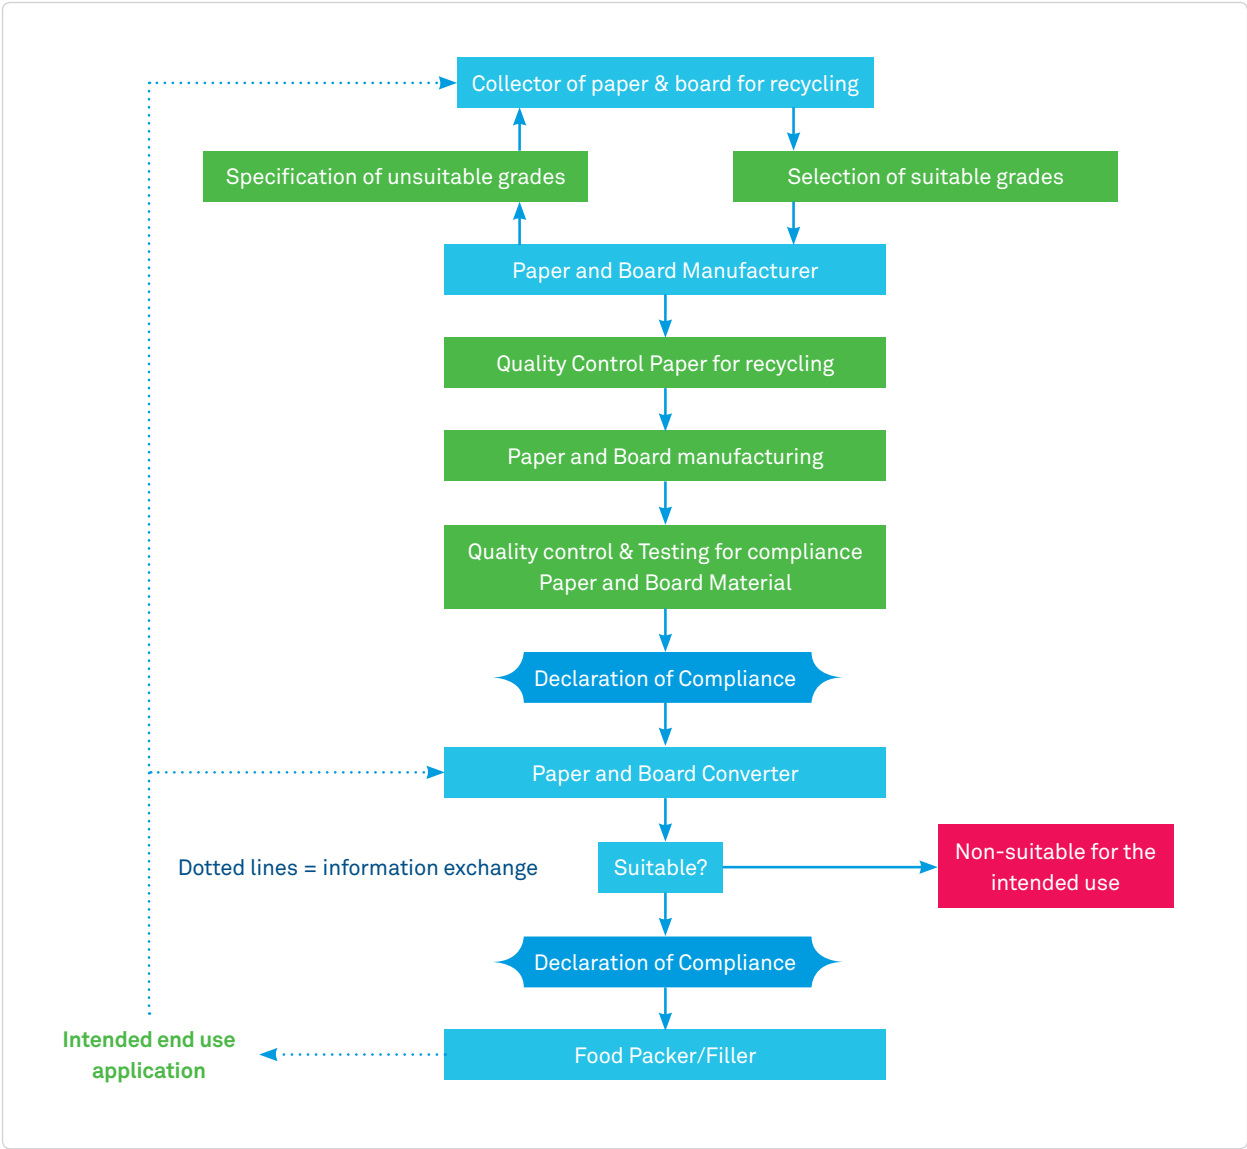 Collector of paper & board for recycling
Specification of unsuitable grades
Selection of suitable grades
Paper and Board Manufacturer
Quality Control Paper for recycling
Paper and Board manufacturing
Quality control & Testing for compliance
Paper and Board Material
Declaration of Compliance
Paper and Board Converter
Dotted lines = information exchange
Suitable?
Non-suitable for the
intended use
Declaration of Compliance
Intended end use
application
Food Packer/Filler